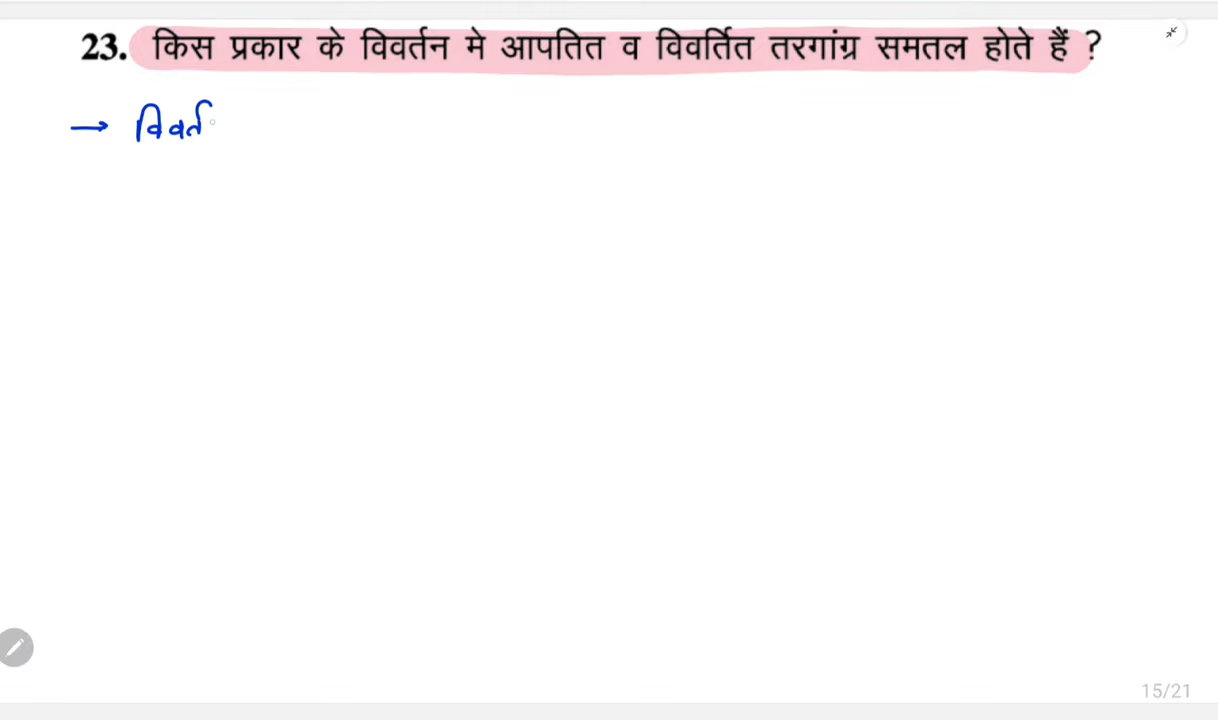 23. किस प्रकार के विवर्तन मे आपतित व विवर्तित तरगांग्र समतल होते हैं ?
→ विवर्त
15/21